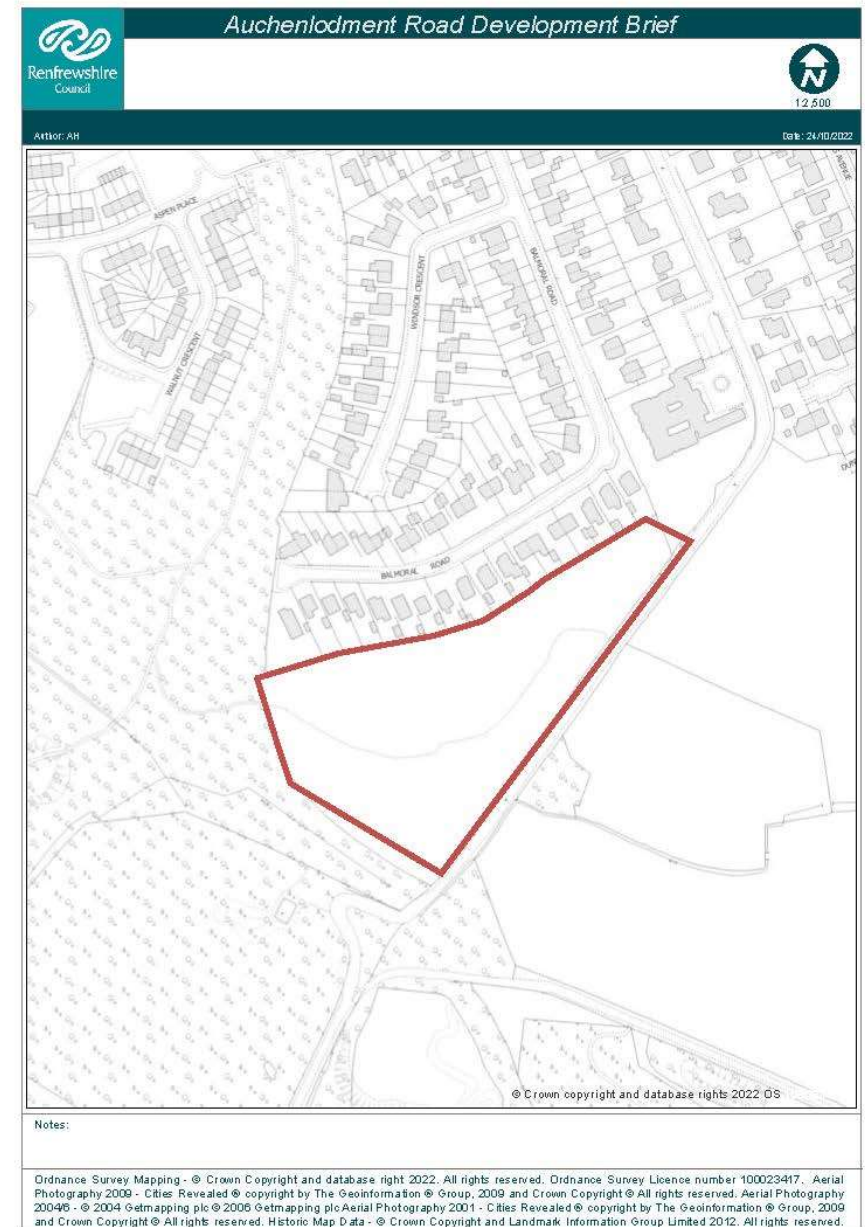 Auchenlodment Road Development Brief
Renfrewshire
Council
N
1:2,500
Author: AH
Date: 24/10/2022
ASPEN PLACE
WALNUT CRESCENT
WINDSOR CRESCENT
BALMORAL ROAD
AVENUE
BALMORAL ROAD
© Crown copyright and database rights 2022 OS
Notes:
Ordnance Survey Mapping - © Crown Copyright and database right 2022. All rights reserved. Ordnance Survey Licence number 100023417. Aerial
Photography 2009 - Cities Revealed ® copyright by The Geoinformation ® Group, 2009 and Crown Copyright © All rights reserved. Aerial Photography
2004/6 - © 2004 Getmapping plc © 2006 Getmapping plc Aerial Photography 2001 - Cities Revealed ® copyright by The Geoinformation ® Group, 2009
and Crown Copyright © All rights reserved. Historic Map Data - © Crown Copyright and Landmark Information Group Limited 2012. All rights reserved.